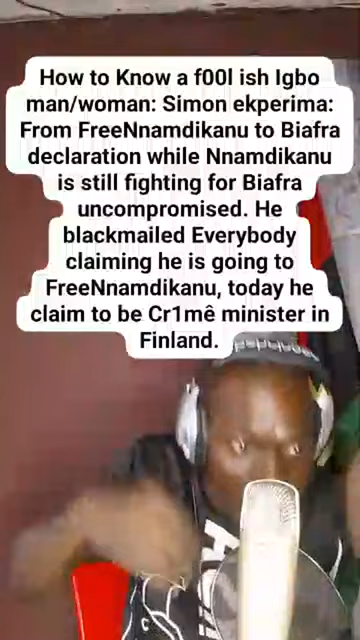 How to Know a f00l ish Igbo
man/woman: Simon ekperima:
From FreeNnamdikanu to Biafra
declaration while Nnamdikanu
is still fighting for Biafra
uncompromised. He
blackmailed Everybody
claiming he is going to
FreeNnamdikanu, today he
claim to be Cr1mê minister in
Finland.